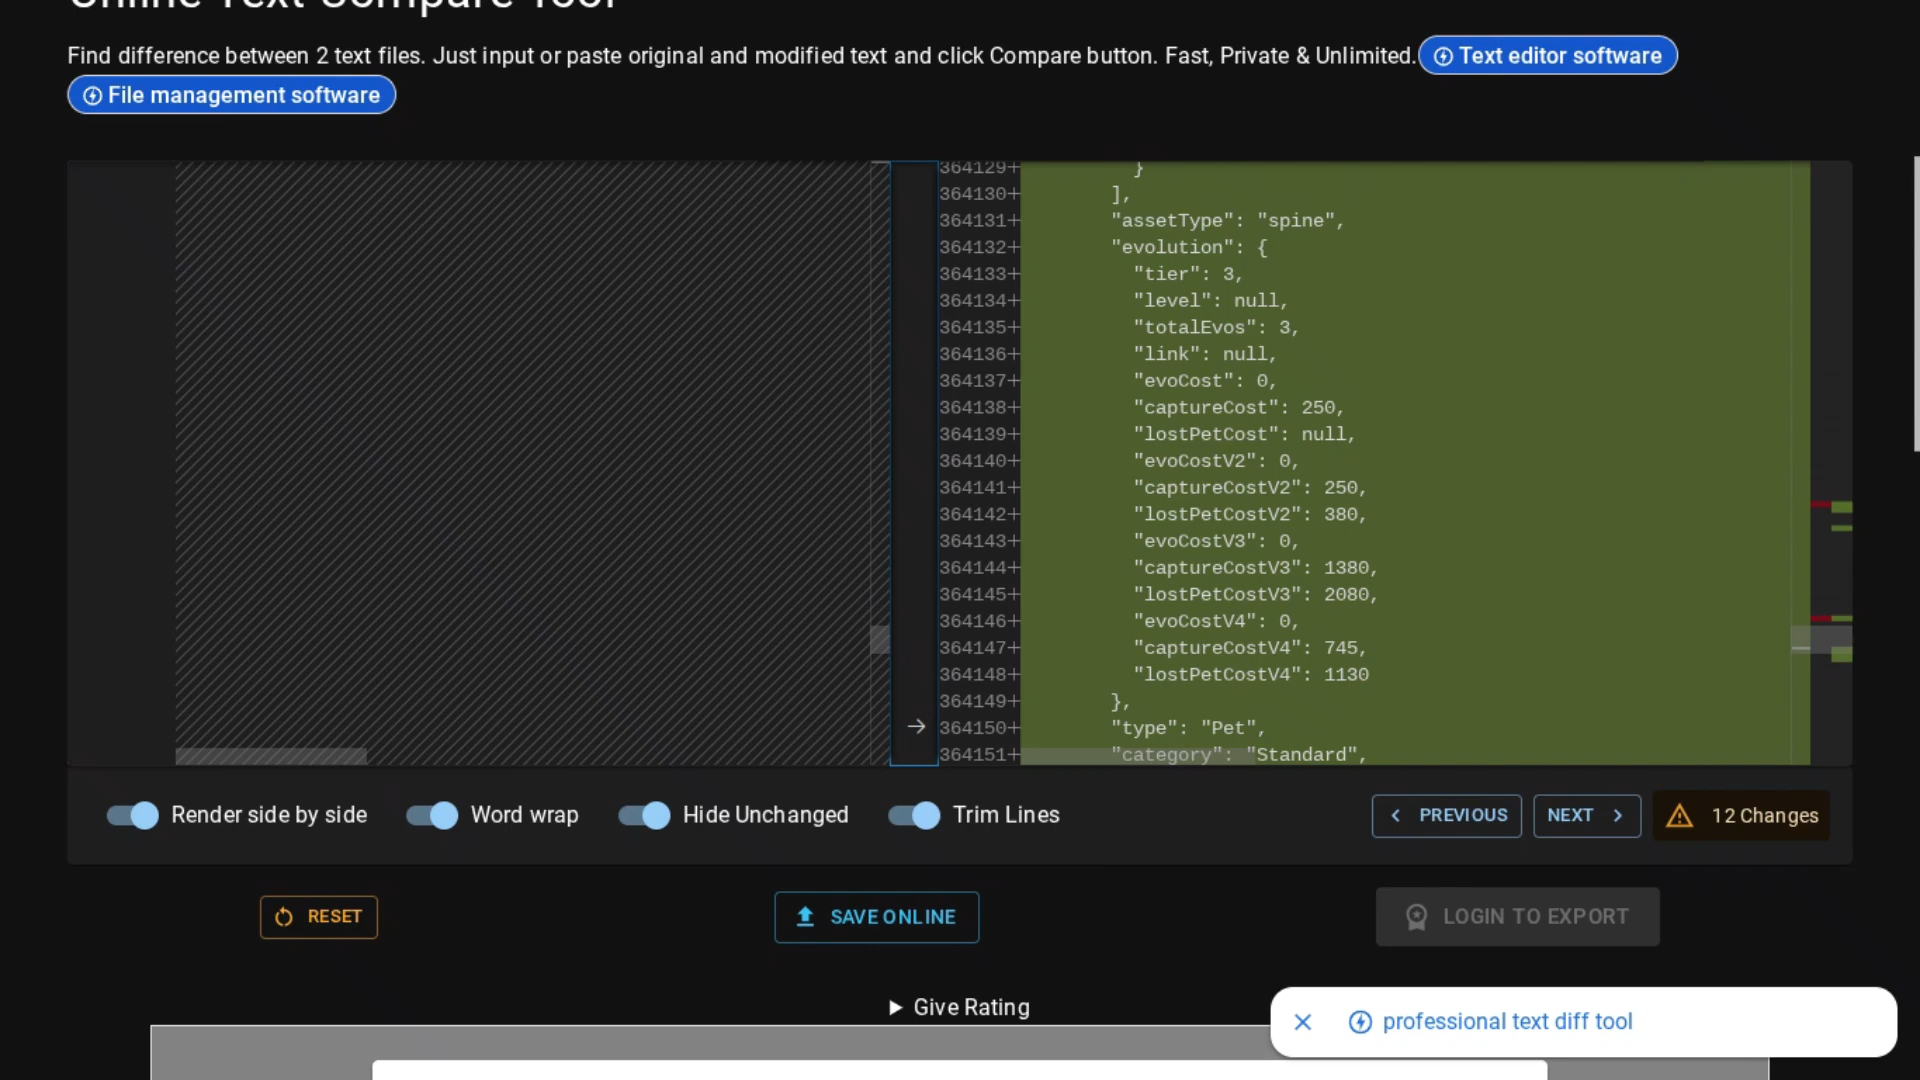 Online Text Compare Tool
Find difference between 2 text files. Just input or paste original and modified text and click Compare button. Fast, Private & Unlimited. Text editor software
File management software
364129+ }
364130+ ],
364131+ "assetType": "spine",
364132+ "evolution": {
364133+ "tier": 3,
364134+ "level": null,
364135+ "totalEvos": 3,
364136+ "link": null,
364137+ "evoCost": 0,
364138+ "captureCost": 250,
364139+ "lostPetCost": null,
364140+ "evoCostV2": 0,
364141+ "captureCostV2": 250,
364142+ "lostPetCostV2": 380,
364143+ "evoCostV3": 0,
364144+ "captureCostV3": 1380,
364145+ "lostPetCostV3": 2080,
364146+ "evoCostV4": 0,
364147+ "captureCostV4": 745,
364148+ "lostPetCostV4": 1130
364149+ },
364150+ "type": "Pet",
364151+ "category": "Standard",
Render side by side Word wrap Hide Unchanged Trim Lines PREVIOUS NEXT 12 Changes
RESET SAVE ONLINE LOGIN TO EXPORT
Give Rating
professional text diff tool